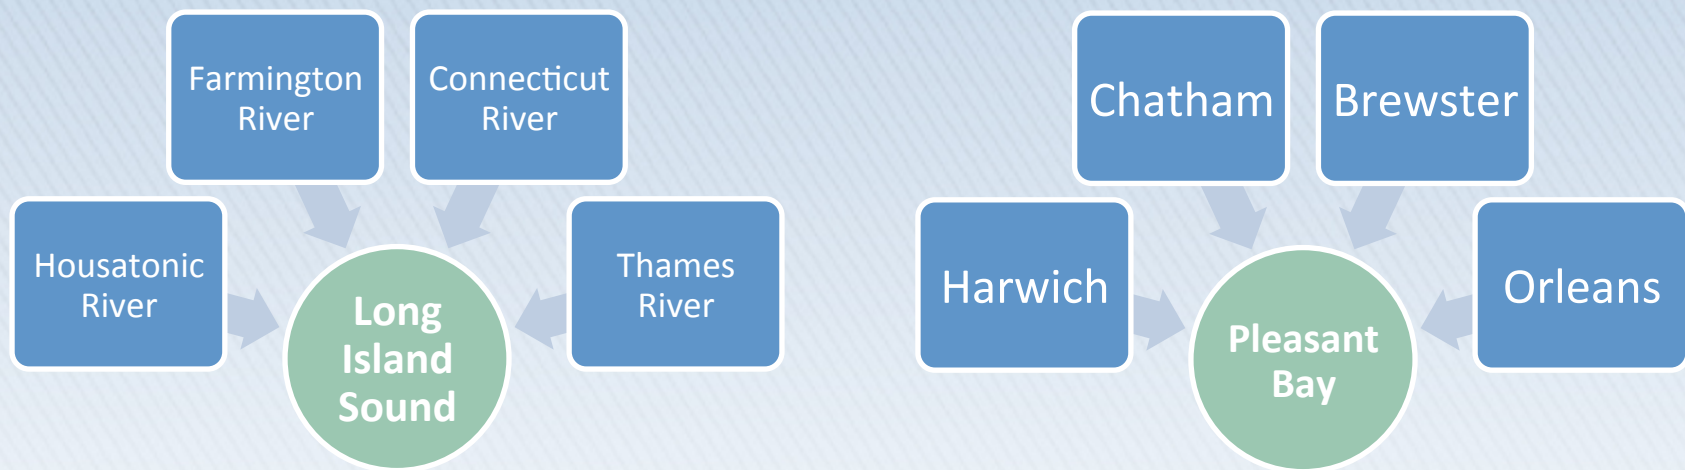 Farmington
River
Connecticut
River
Housatonic
River
Thames
River
Long
Island
Sound
Chatham
Brewster
Harwich
Orleans
Pleasant
Bay